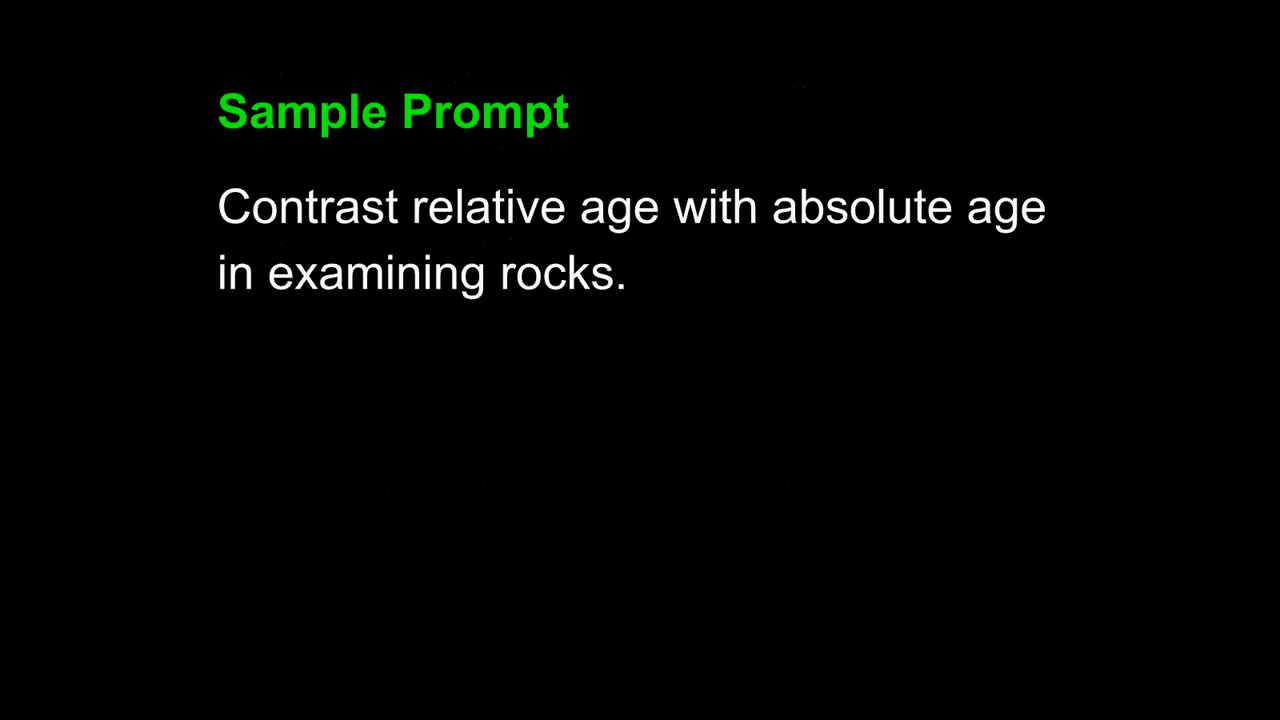 Sample Prompt
Contrast relative age with absolute age
in examining rocks.